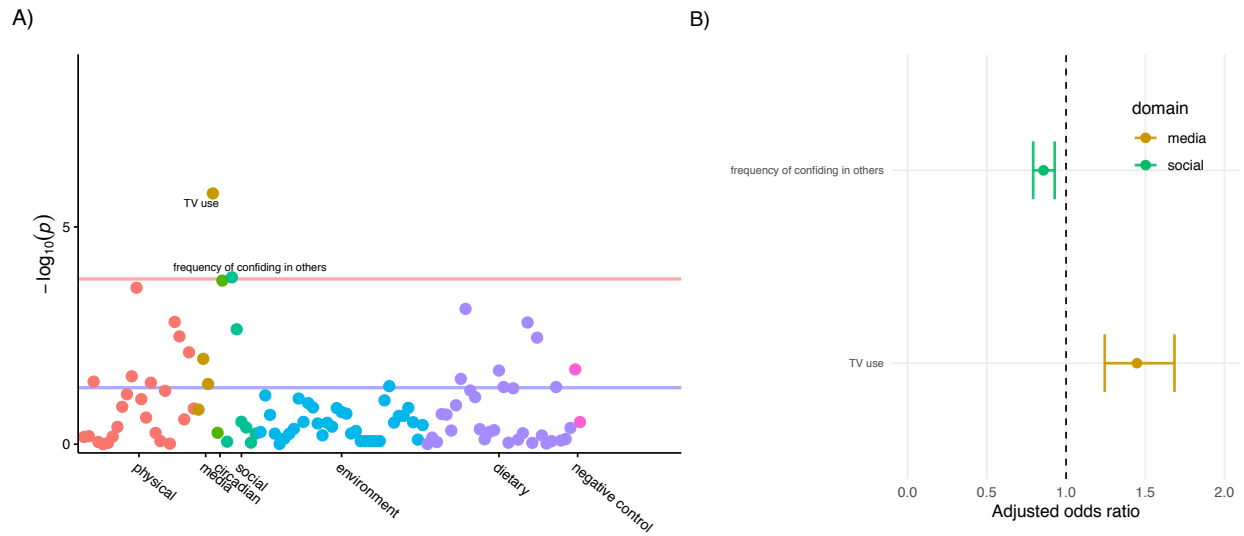 A)
−log₁₀(p)
5
0
TV use
frequency of confiding in others
physical
media
circadian
social
environment
dietary
negative control
B)
domain
media
social
frequency of confiding in others
TV use
0.0 0.5 1.0 1.5 2.0
Adjusted odds ratio